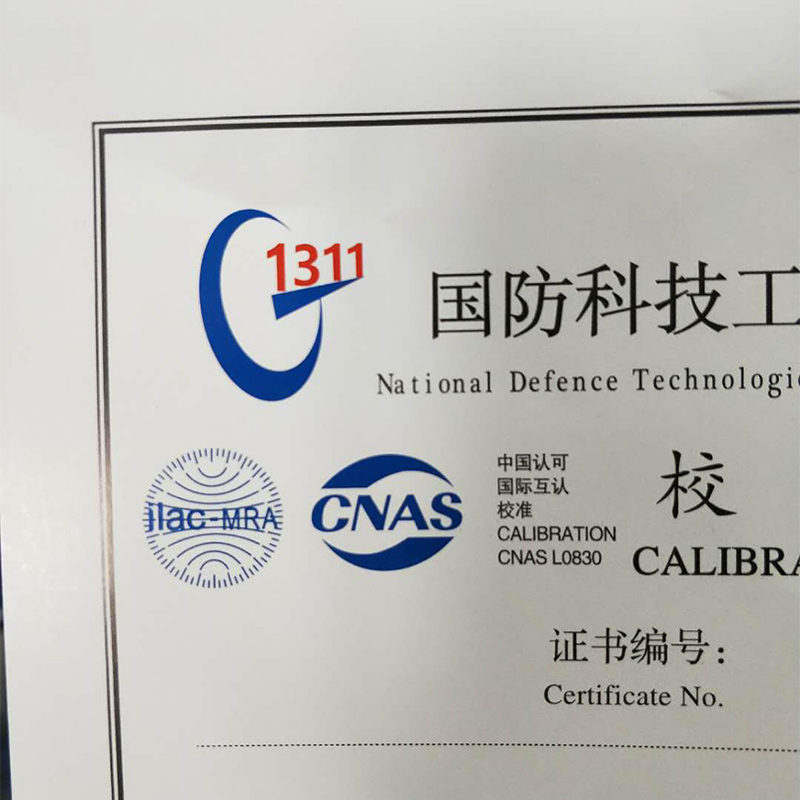 1311
国防科技工
National Defence Technologi
ilac-MRA
CNAS
中国认可
国际互认
校准
CALIBRATION
CNAS L0830
校
CALIBRA
证书编号:
Certificate No.